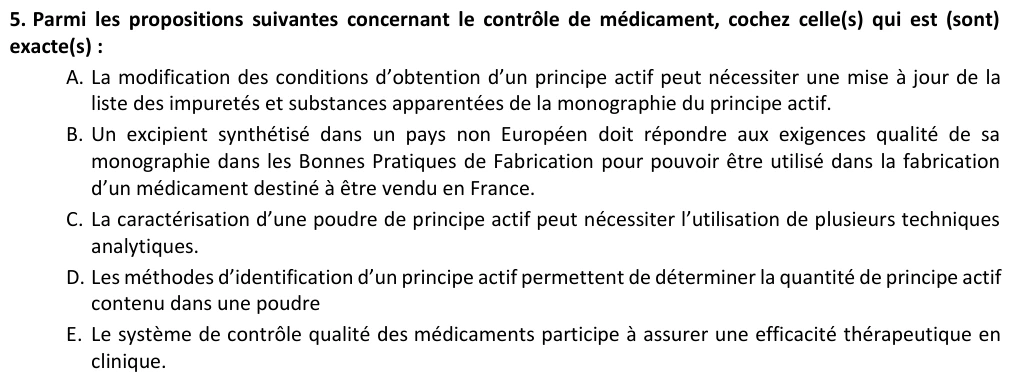 5. Parmi les propositions suivantes concernant le contrôle de médicament, cochez celle(s) qui est (sont)
exacte(s) :
A. La modification des conditions d’obtention d’un principe actif peut nécessiter une mise à jour de la
liste des impuretés et substances apparentées de la monographie du principe actif.
B. Un excipient synthétisé dans un pays non Européen doit répondre aux exigences qualité de sa
monographie dans les Bonnes Pratiques de Fabrication pour pouvoir être utilisé dans la fabrication
d’un médicament destiné à être vendu en France.
C. La caractérisation d’une poudre de principe actif peut nécessiter l’utilisation de plusieurs techniques
analytiques.
D. Les méthodes d’identification d’un principe actif permettent de déterminer la quantité de principe actif
contenu dans une poudre
E. Le système de contrôle qualité des médicaments participe à assurer une efficacité thérapeutique en
clinique.